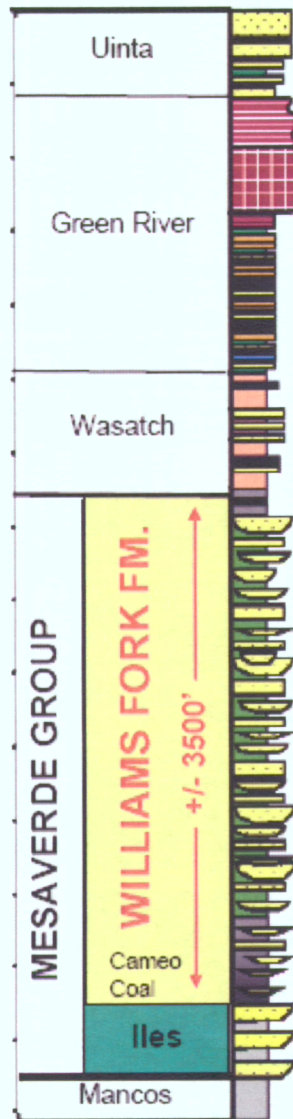 Uinta
Green River
Wasatch
MESAVERDE GROUP
WILLIAMS FORK FM.
+/- 3500'
Cameo
Coal
Iles
Mancos